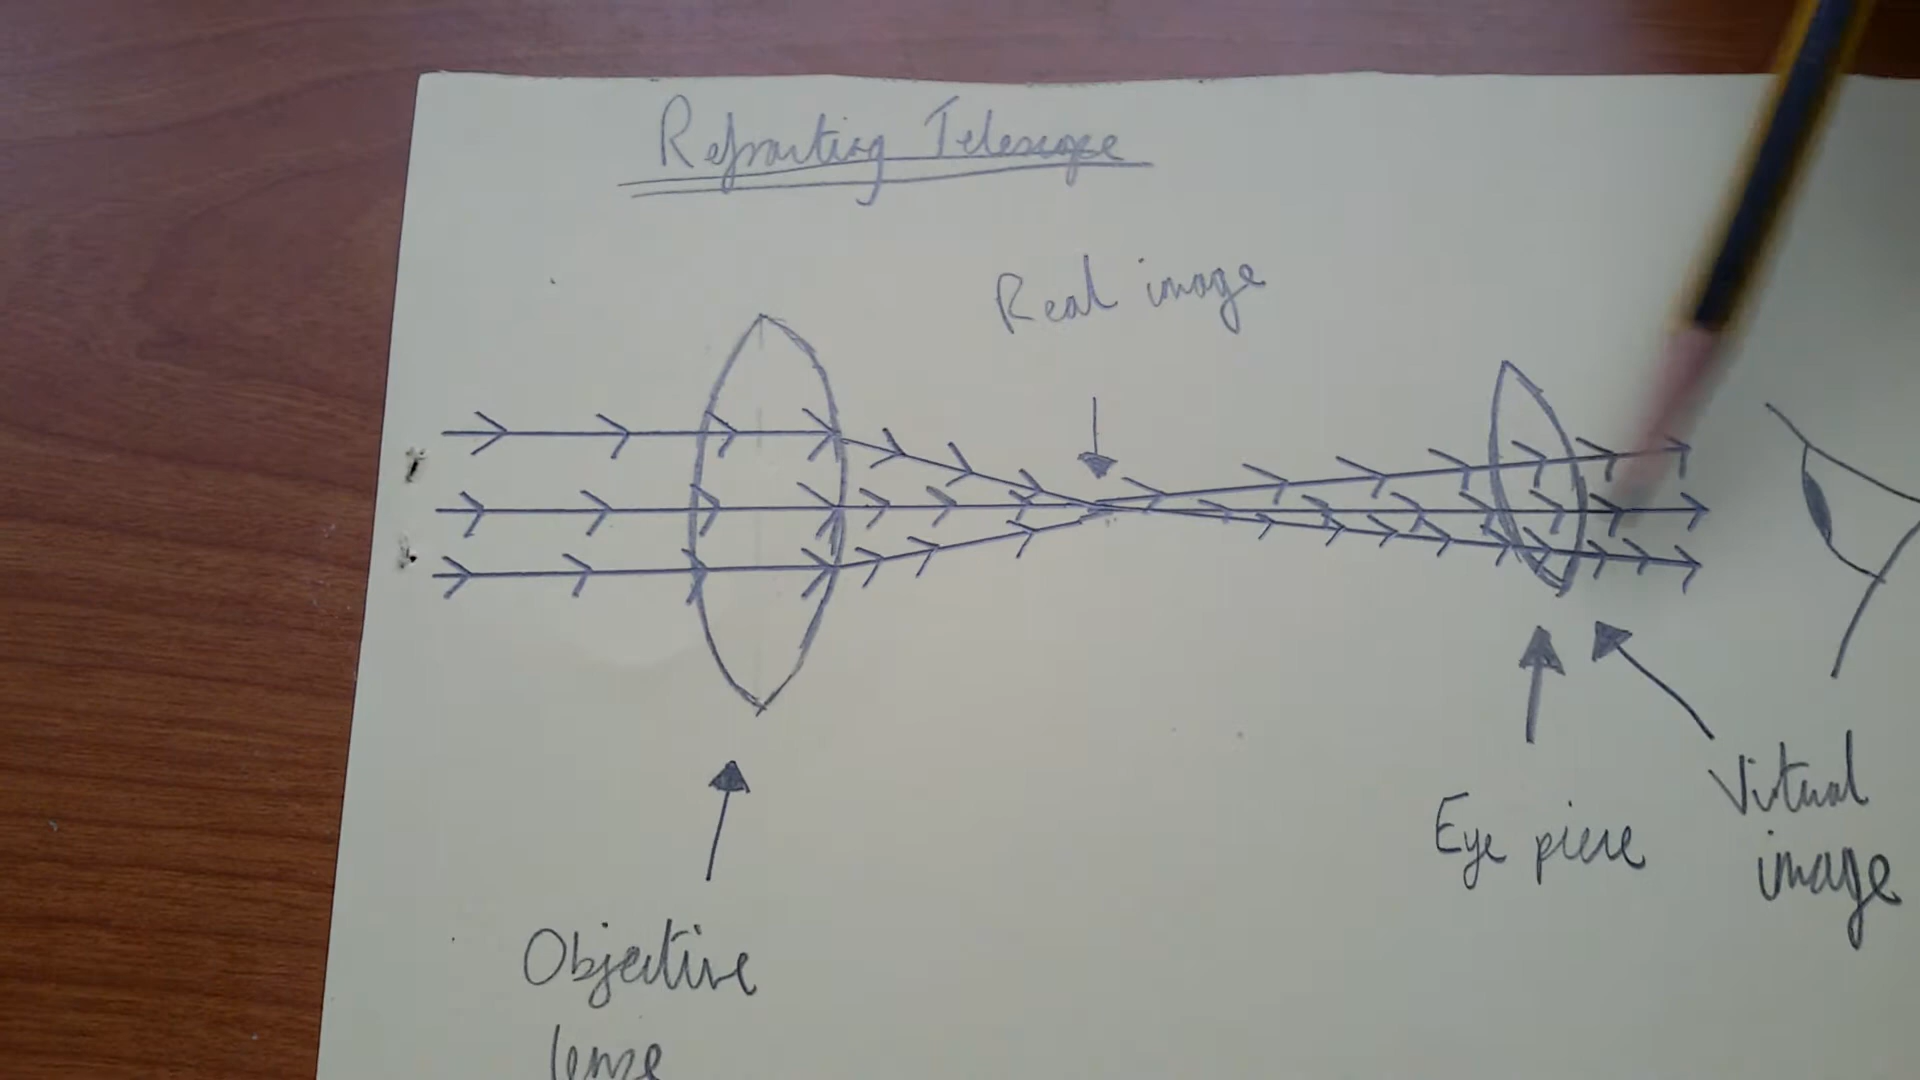 Refracting Telescope
Real image
Eye piece
Virtual
image
Objective
lense